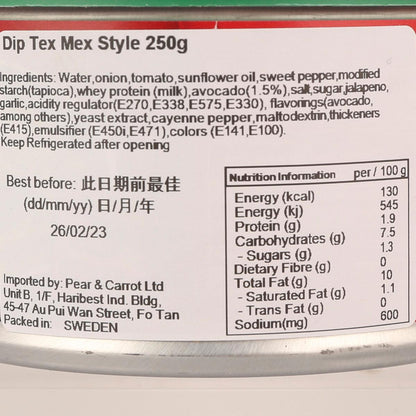 Dip Tex Mex Style 250g
Ingredients: Water,onion,tomato,sunflower oil,sweet pepper,modified
starch(tapioca),whey protein (milk),avocado(1.5%),salt,sugar,jalapeno,
garlic,acidity regulator(E270,E338,E575,E330), flavorings(avocado,
among others),yeast extract,cayenne pepper,maltodextrin,thickeners
(E415),emulsifier (E450i,E471),colors (E141,E100).
Keep Refrigerated after opening
Best before: 此日期前最佳
(dd/mm/yy) 日/月/年
26/02/23
Imported by: Pear & Carrot Ltd
Unit B, 1/F, Haribest Ind. Bldg,
45-47 Au Pui Wan Street, Fo Tan
Packed in: SWEDEN
Nutrition Information per / 100 g
Energy (kcal) 130
Energy (kj) 545
Protein (g) 1.9
Carbohydrates (g) 7.5
- Sugars (g) 1.3
Dietary Fibre (g) 0
Total Fat (g) 10
- Saturated Fat (g) 1.1
- Trans Fat (g) 0
Sodium(mg) 600